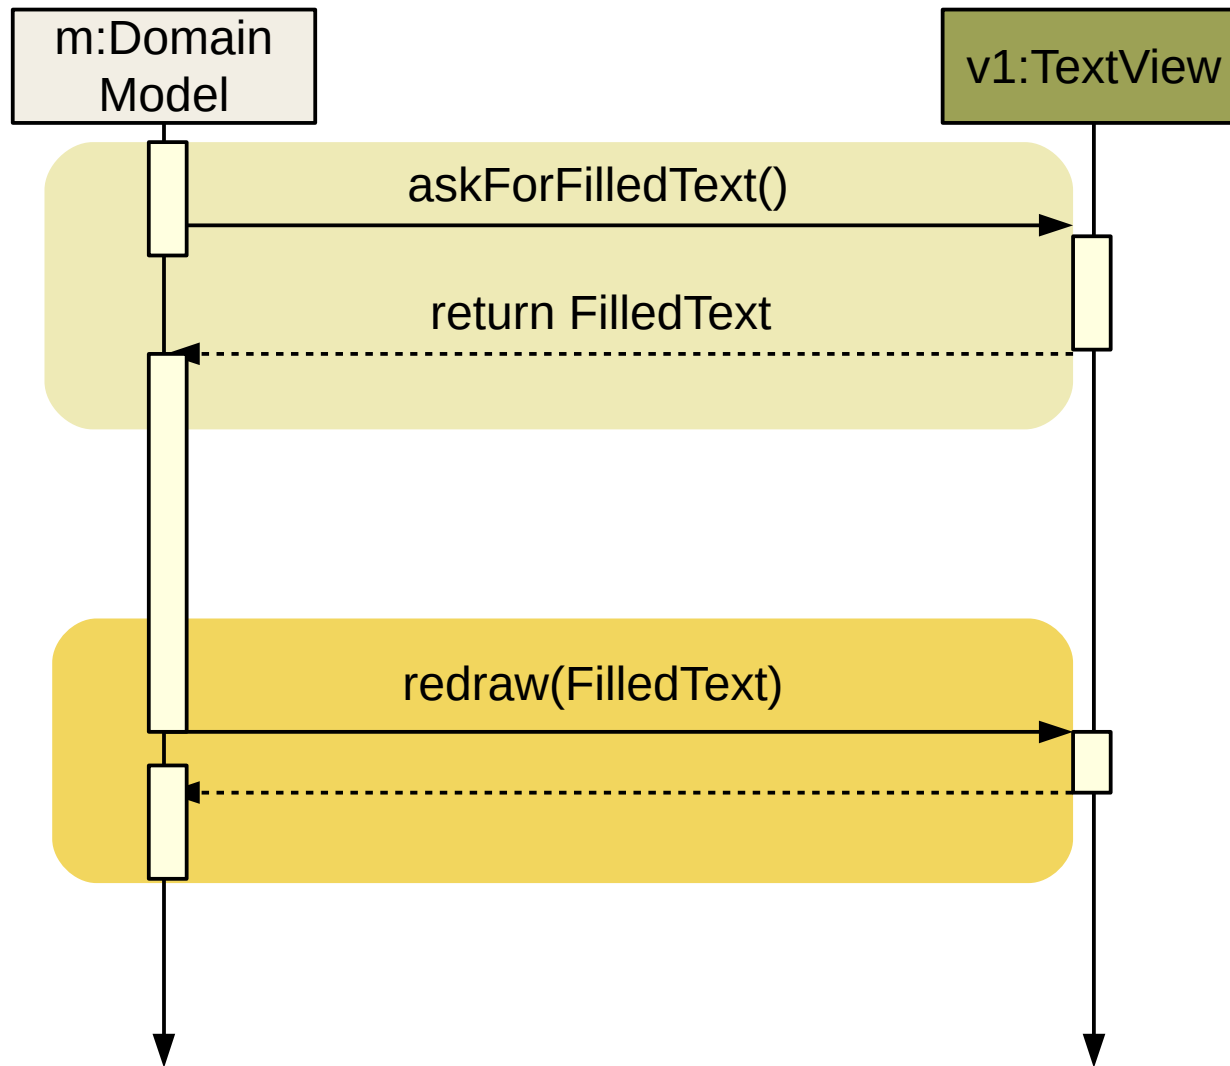 m:Domain
Model
v1:TextView
askForFilledText()
return FilledText
redraw(FilledText)